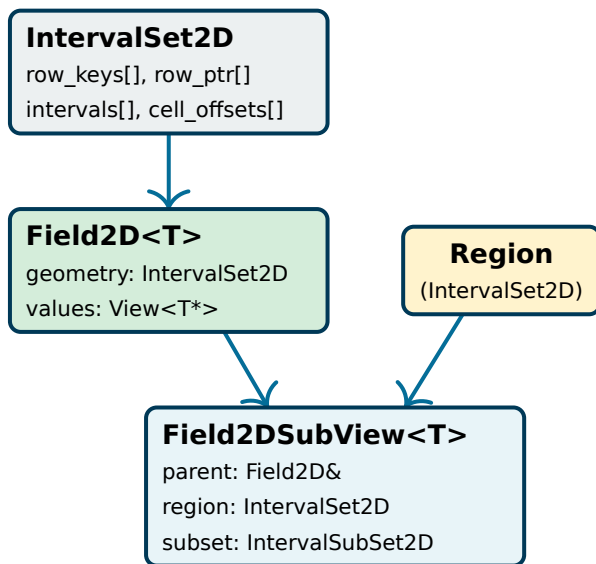 IntervalSet2D
row_keys[], row_ptr[]
intervals[], cell_offsets[]
Field2D<T>
geometry: IntervalSet2D
values: View<T*>
Region
(IntervalSet2D)
Field2DSubView<T>
parent: Field2D&
region: IntervalSet2D
subset: IntervalSubSet2D